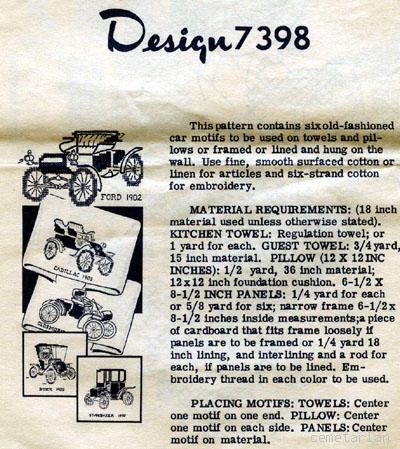 Design 7398
This pattern contains six old-fashioned
car motifs to be used on towels and pil-
lows or framed or lined and hung on the
wall. Use fine, smooth surfaced cotton or
linen for articles and six-strand cotton
for embroidery.
MATERIAL REQUIREMENTS: (18 inch
material used unless otherwise stated).
KITCHEN TOWEL: Regulation towel; or
1 yard for each. GUEST TOWEL: 3/4 yard,
15 inch material. PILLOW (12 X 12 INC
INCHES): 1/2 yard, 36 inch material;
12 x 12 inch foundation cushion. 6-1/2 X
8-1/2 INCH PANELS: 1/4 yard for each
or 5/8 yard for six; narrow frame 6-1/2 x
8-1/2 inches inside measurements; a piece
of cardboard that fits frame loosely if
panels are to be framed or 1/4 yard 18
inch lining, and interlining and a rod for
each, if panels are to be lined. Em-
broidery thread in each color to be used.
PLACING MOTIFS: TOWELS: Center
one motif on one end. PILLOW: Center
one motif on each side. PANELS: Center
motif on material.
FORD 1902
CADILLAC 1903
OLDSMOBILE
BUICK
STUDEBAKER
cemetarian